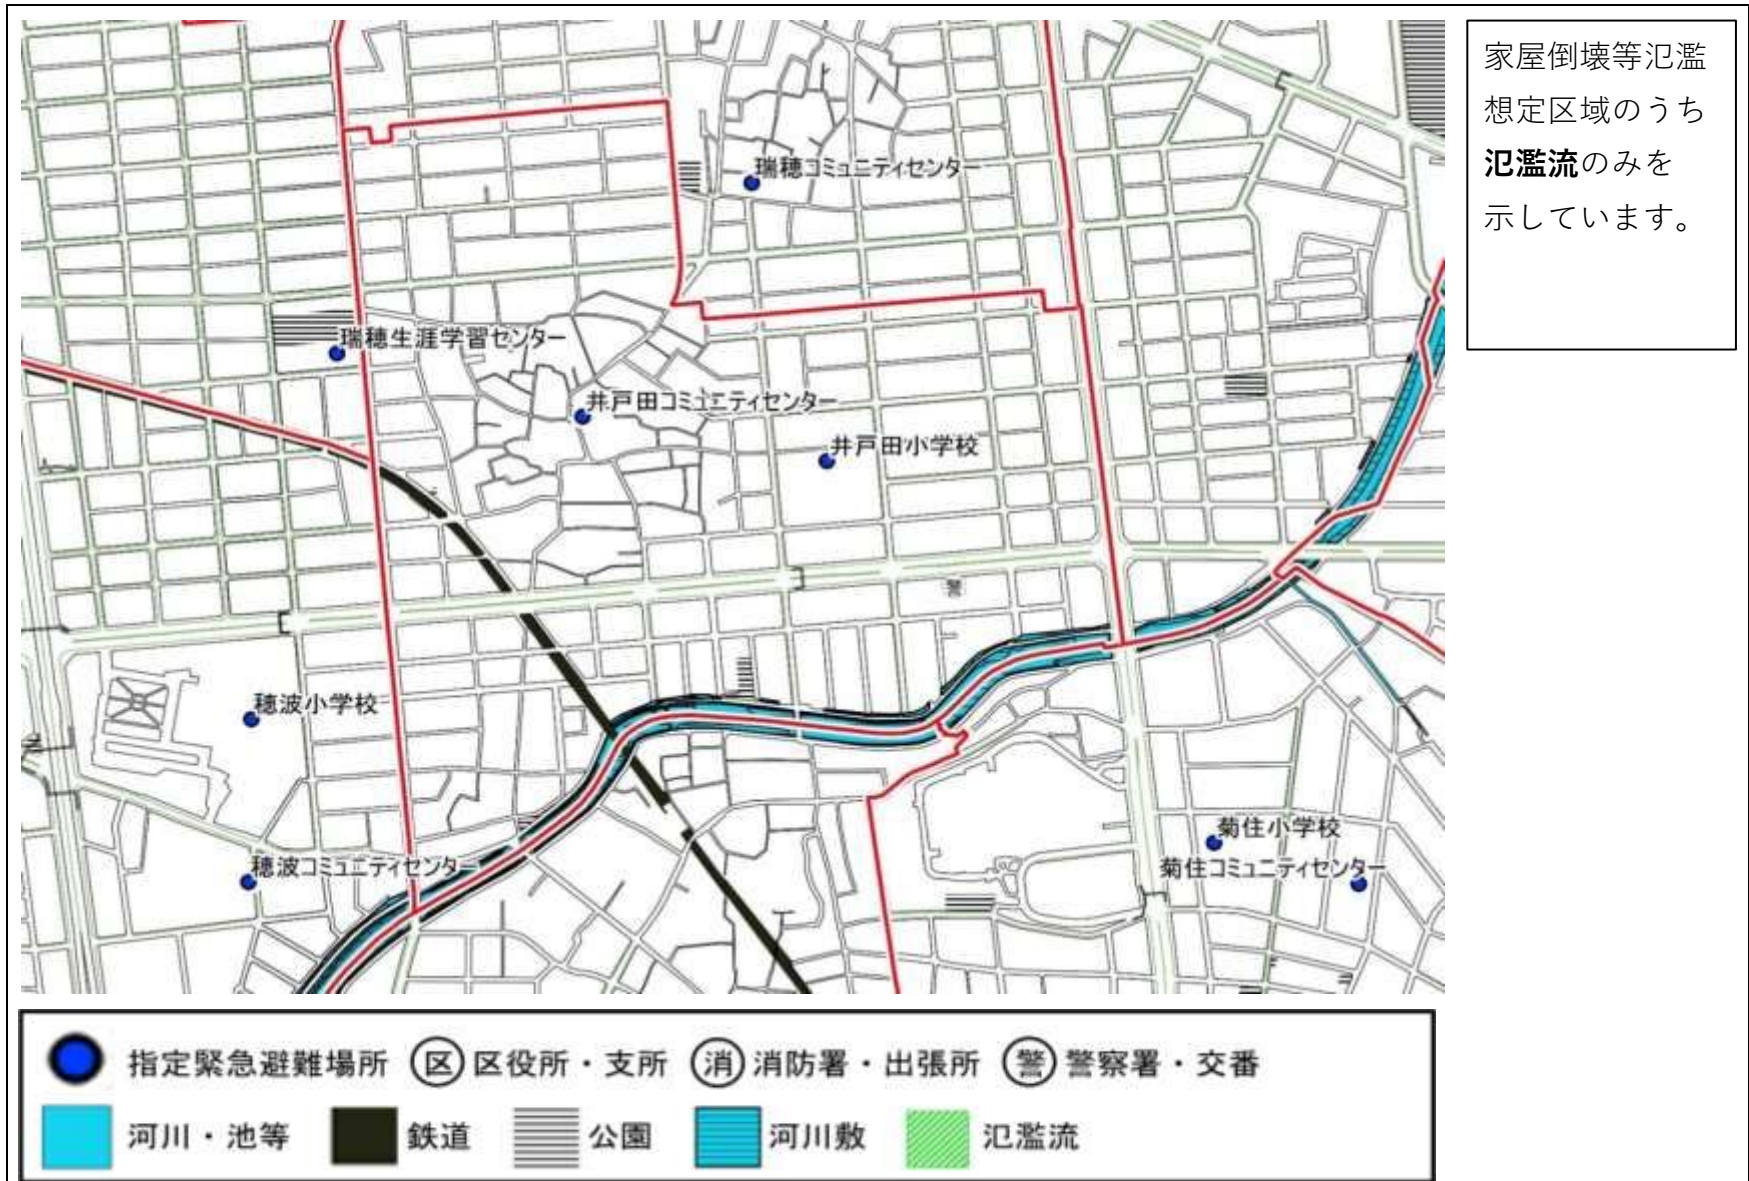 家屋倒壊等氾濫
想定区域のうち
氾濫流のみを
示しています。
瑞穂コミュニティセンター
瑞穂生涯学習センター
井戸田コミュニティセンター
井戸田小学校
警
穂波小学校
菊住小学校
穂波コミュニティセンター
菊住コミュニティセンター
指定緊急避難場所 区 区役所・支所 消 消防署・出張所 警 警察署・交番
河川・池等 鉄道 公園 河川敷 氾濫流